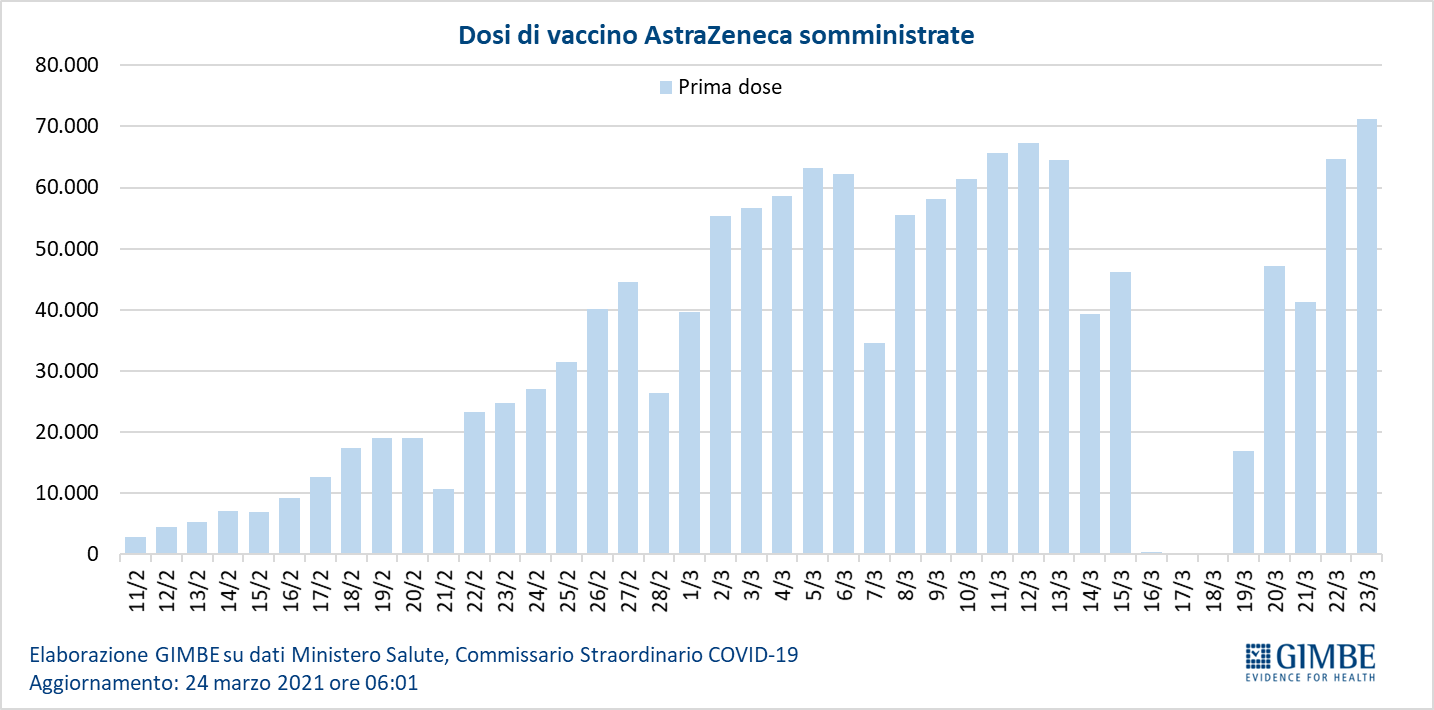 Dosi di vaccino AstraZeneca somministrate
80.000
Prima dose
70.000
60.000
50.000
40.000
30.000
20.000
10.000
0
11/2 12/2 13/2 14/2 15/2 16/2 17/2 18/2 19/2 20/2 21/2 22/2 23/2 24/2 25/2 26/2 27/2 28/2 1/3 2/3 3/3 4/3 5/3 6/3 7/3 8/3 9/3 10/3 11/3 12/3 13/3 14/3 15/3 16/3 17/3 18/3 19/3 20/3 21/3 22/3 23/3
Elaborazione GIMBE su dati Ministero Salute, Commissario Straordinario COVID-19
Aggiornamento: 24 marzo 2021 ore 06:01
GIMBE
EVIDENCE FOR HEALTH